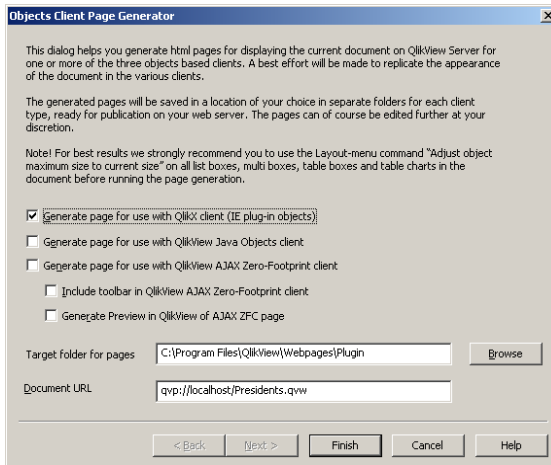 Objects Client Page Generator
This dialog helps you generate html pages for displaying the current document on QlikView Server for
one or more of the three objects based clients. A best effort will be made to replicate the appearance
of the document in the various clients.
The generated pages will be saved in a location of your choice in separate folders for each client
type, ready for publication on your web server. The pages can of course be edited further at your
discretion.
Note! For best results we strongly recommend you to use the Layout-menu command "Adjust object
maximum size to current size" on all list boxes, multi boxes, table boxes and table charts in the
document before running the page generation.
Generate page for use with QlikX client (IE plug-in objects)
Generate page for use with QlikView Java Objects client
Generate page for use with QlikView AJAX Zero-Footprint client
Include toolbar in QlikView AJAX Zero-Footprint client
Generate Preview in QlikView of AJAX ZFC page
Target folder for pages C:\Program Files\QlikView\Webpages\Plugin Browse
Document URL qvp://localhost/Presidents.qvw
< Back Next > Finish Cancel Help